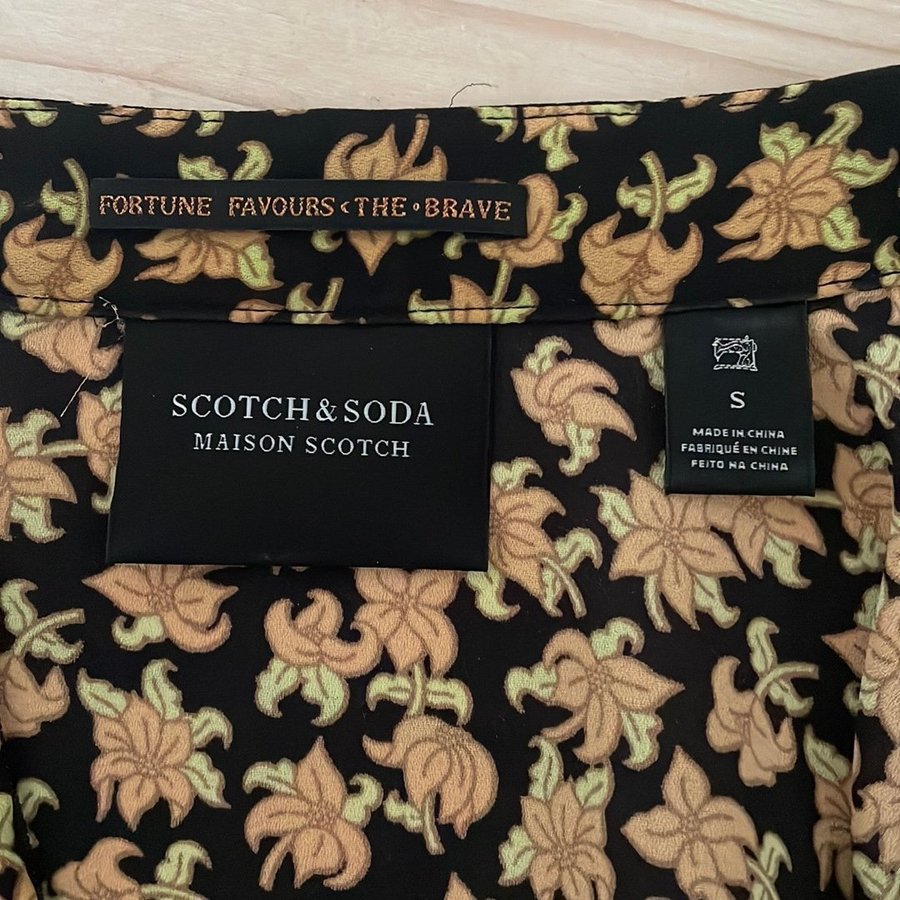 FORTUNE FAVOURS THE BRAVE
SCOTCH & SODA
MAISON SCOTCH
S
MADE IN CHINA
FABRIQUÉ EN CHINE
FEITO NA CHINA